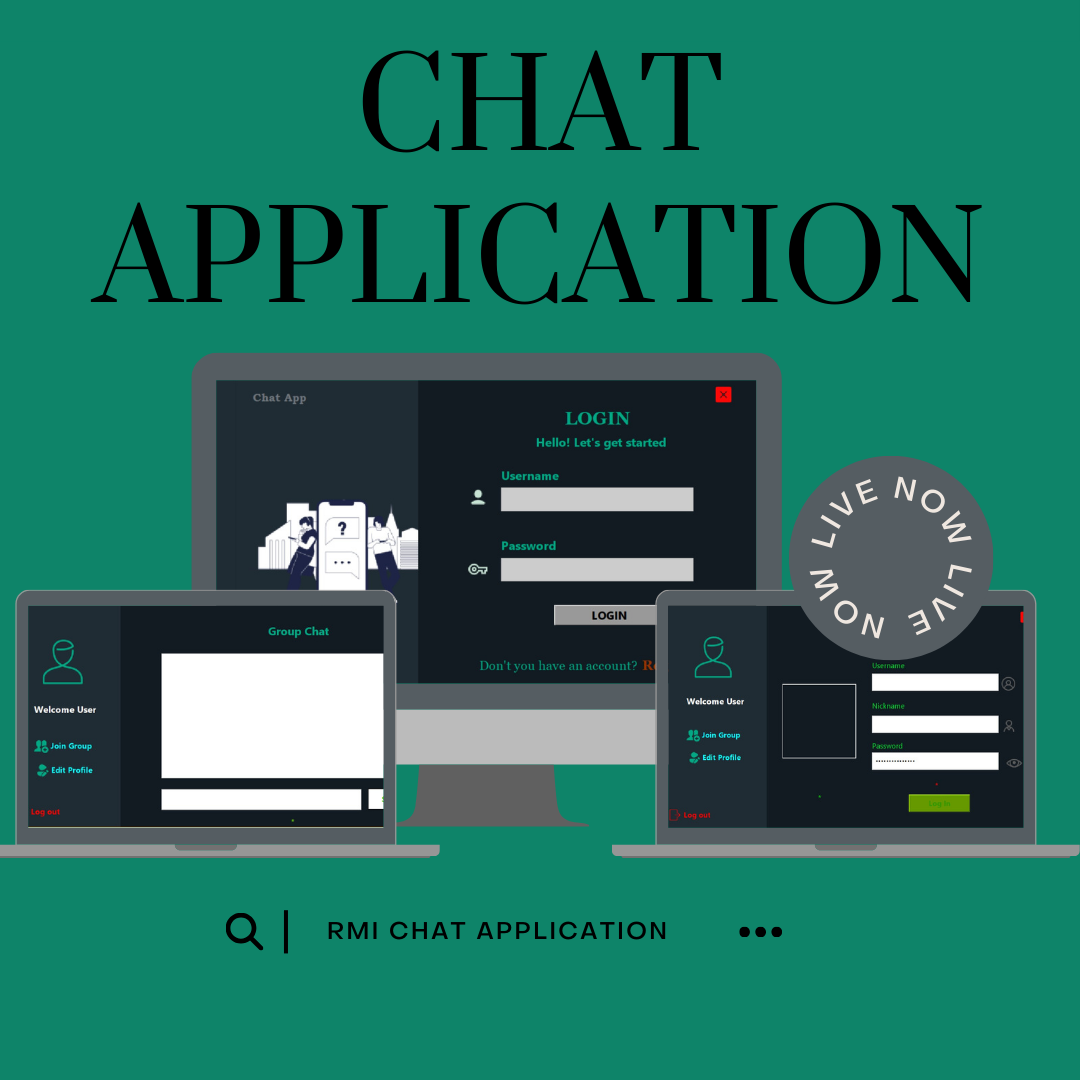 CHAT
APPLICATION
Chat App
LOGIN
Hello! Let's get started
Username
Password
LOGIN
Don't you have an account?
?
LIVE NOW LIVE NOW
Group Chat
Welcome User
Join Group
Edit Profile
Log out
Welcome User
Join Group
Edit Profile
Log out
Username
Nickname
Password
Log In
RMI CHAT APPLICATION